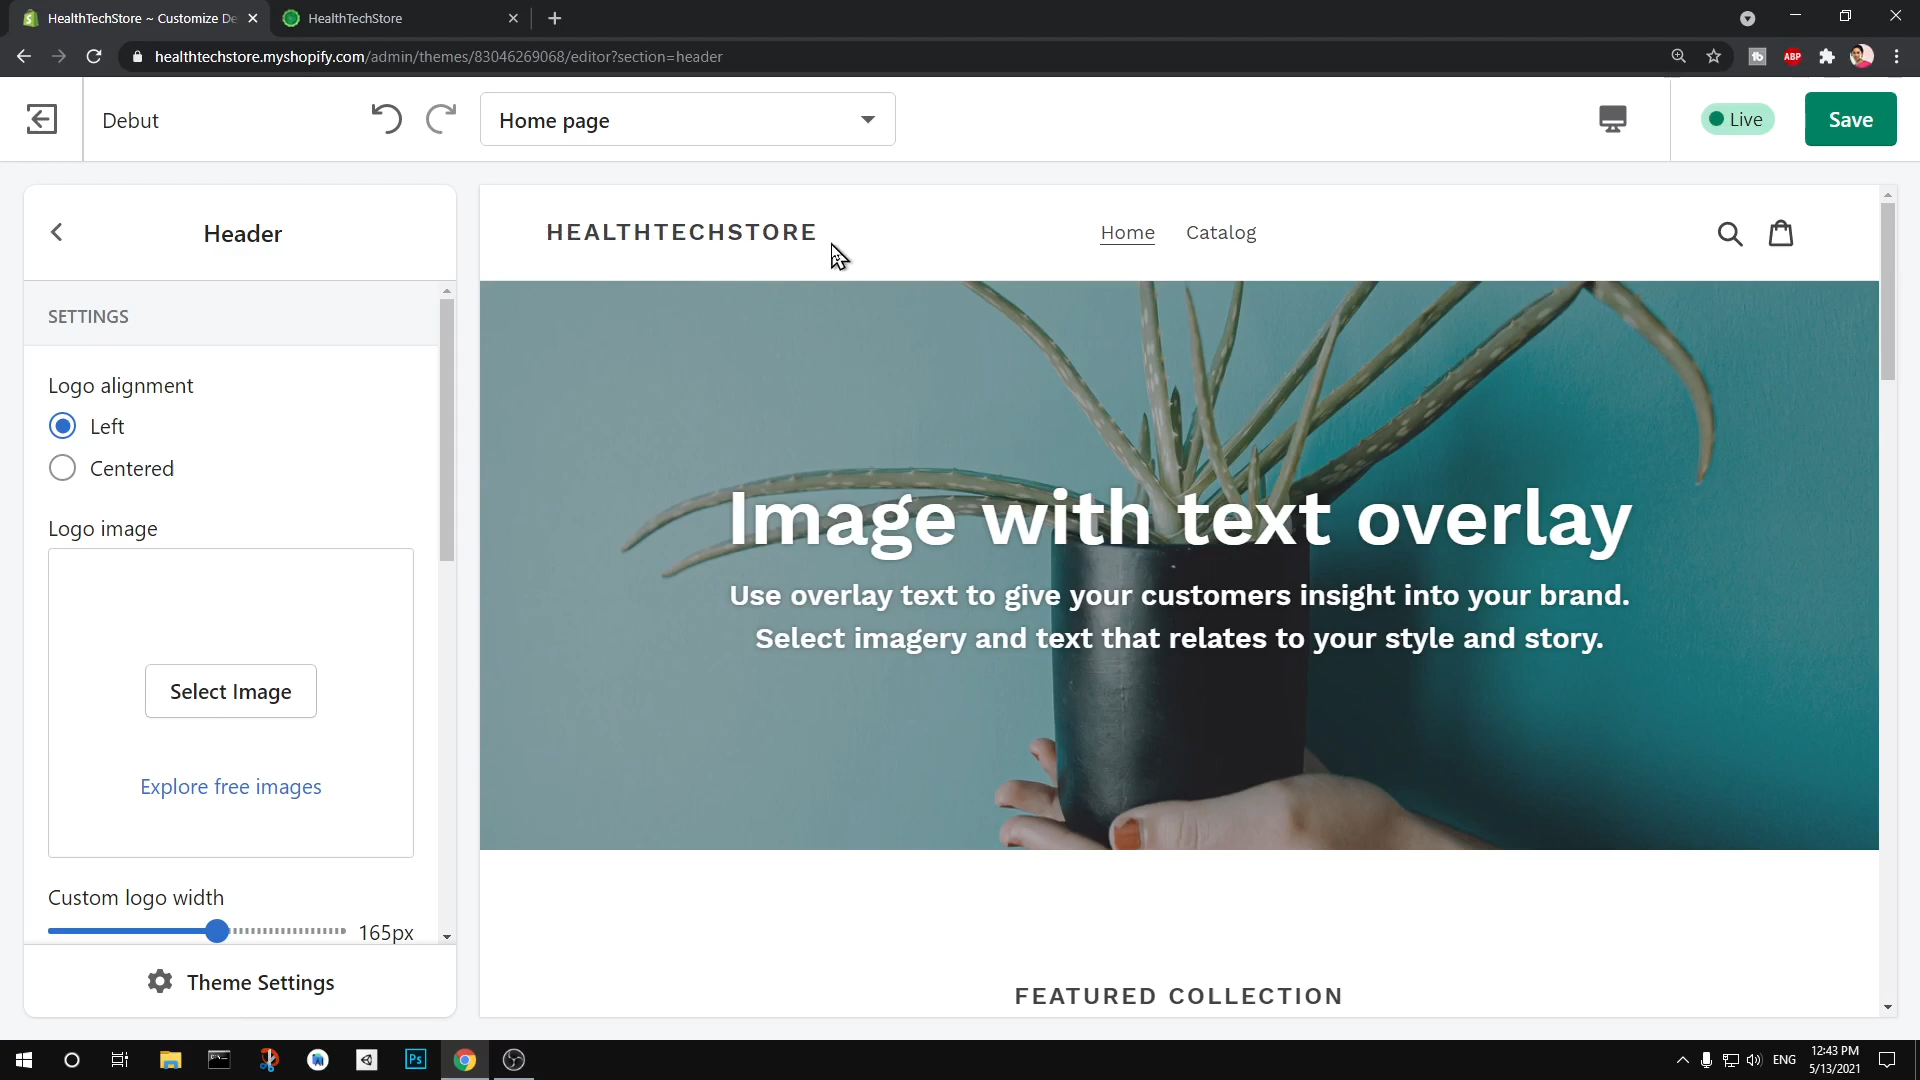 HealthTechStore ~ Customize De
HealthTechStore
healthtechstore.myshopify.com/admin/themes/83046269068/editor?section=header
ABP
Debut
Home page
Live
Save
Header
HEALTHTECHSTORE
Home
Catalog
SETTINGS
Logo alignment
Left
Centered
Logo image
Select Image
Explore free images
Custom logo width
165px
Theme Settings
Image with text overlay
Use overlay text to give your customers insight into your brand.
Select imagery and text that relates to your style and story.
FEATURED COLLECTION
Ps
ENG
12:43 PM
5/13/2021